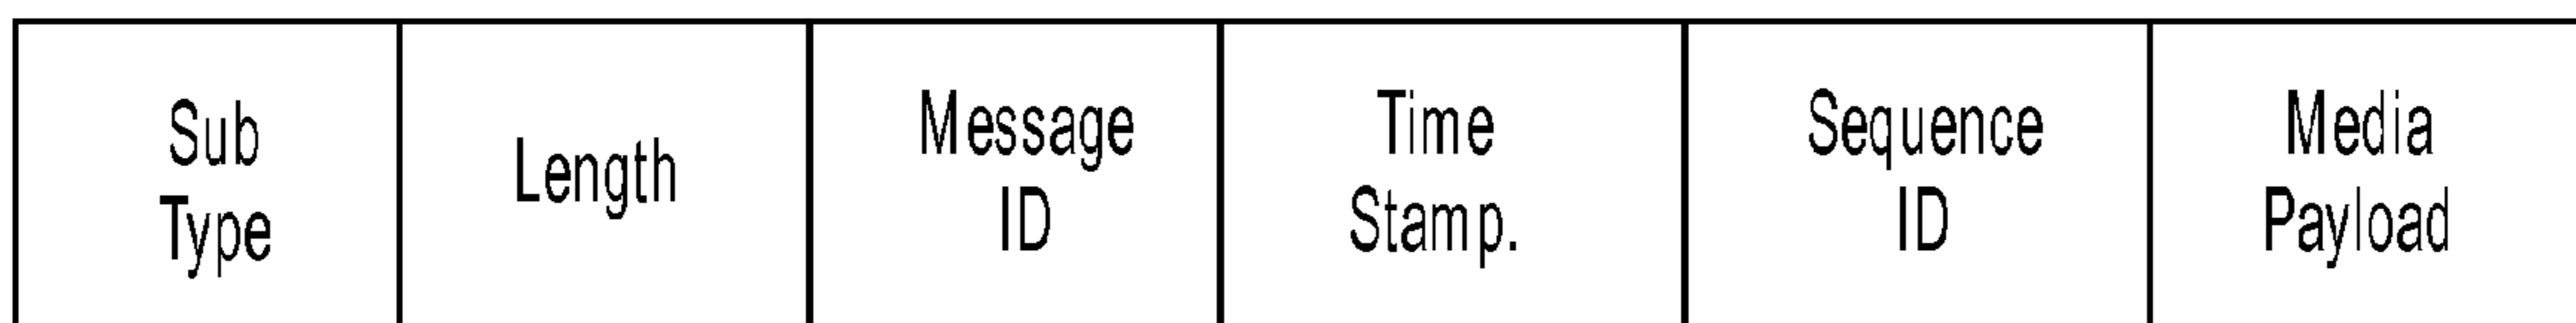 Sub
Type
Length
Message
ID
Time
Stamp.
Sequence
ID
Media
Payload